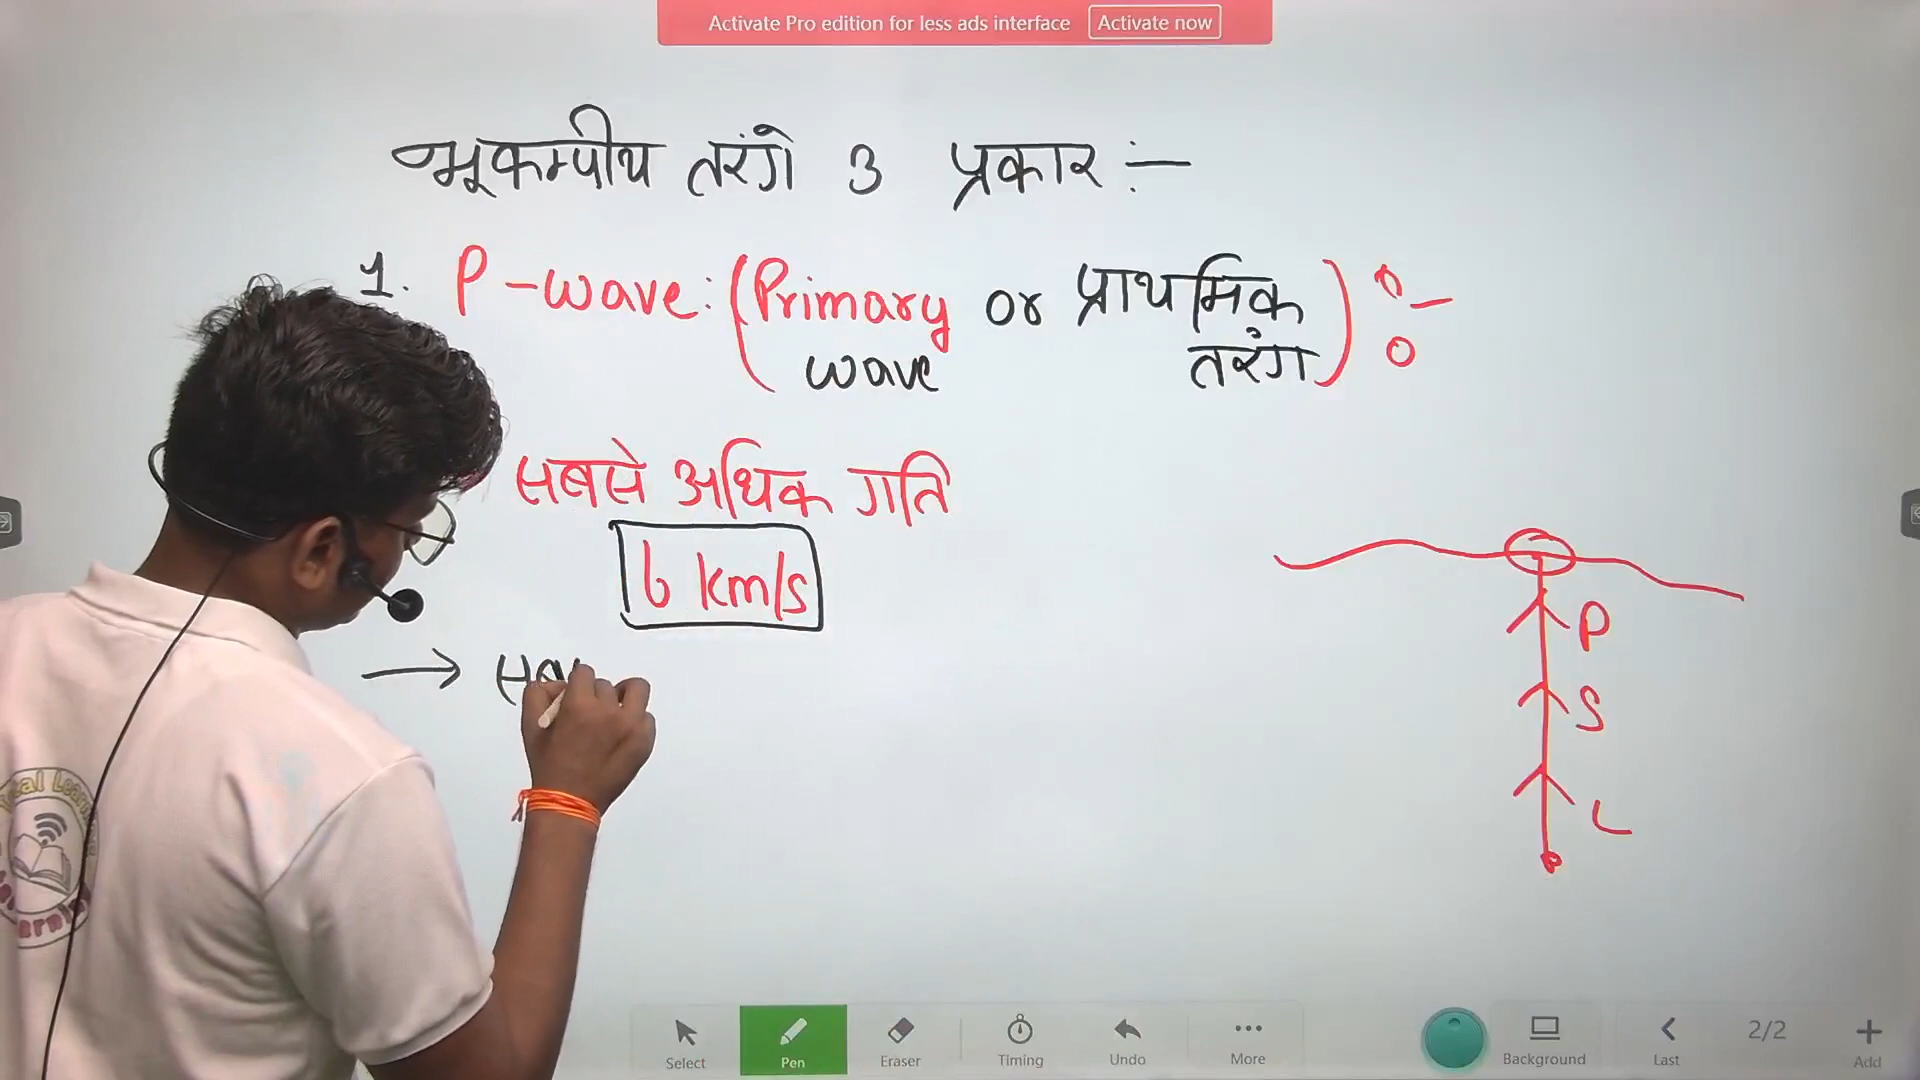 Activate Pro edition for less ads interface Activate now
भूकम्पीय तरंगे 3 प्रकार :-
1. P-wave: (Primary or प्राथमिक) :-
wave तरंग
सबसे अधिक गति
6 km/s
→ सब
P
S
L
Select Pen Eraser Timing Undo More Background Last 2/2 Add